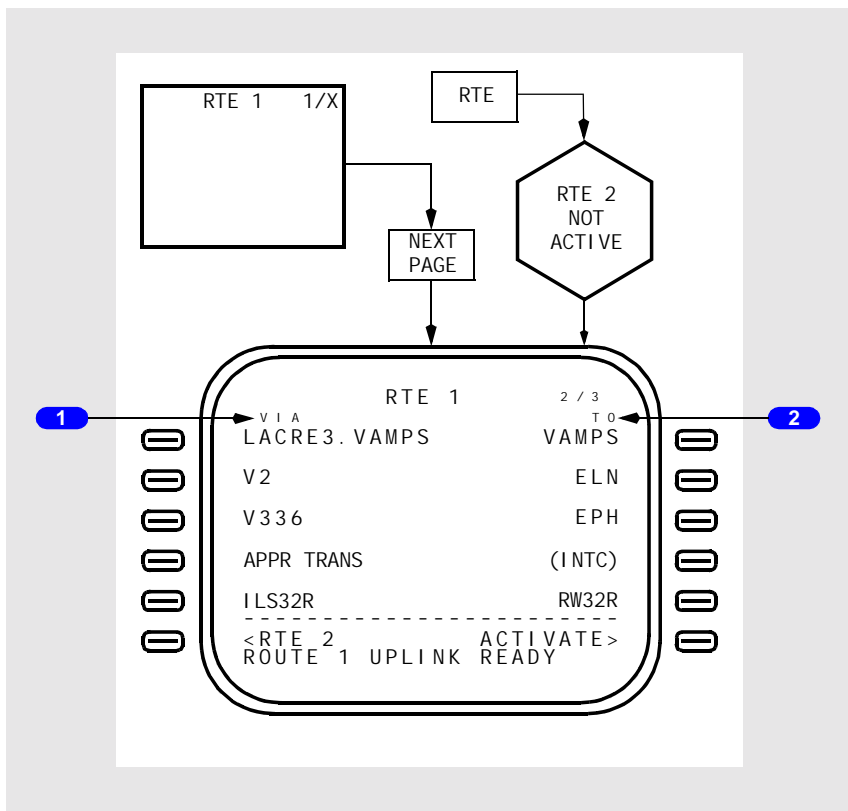 RTE 1 1/X
RTE
RTE 2
NOT
ACTIVE
NEXT
PAGE
RTE 1 2/3
1 VIA TO 2
LACRE3.VAMPS VAMPS
V2 ELN
V336 EPH
APPR TRANS (INTC)
ILS32R RW32R
------------------------
<RTE 2 ACTIVATE>
ROUTE 1 UPLINK READY